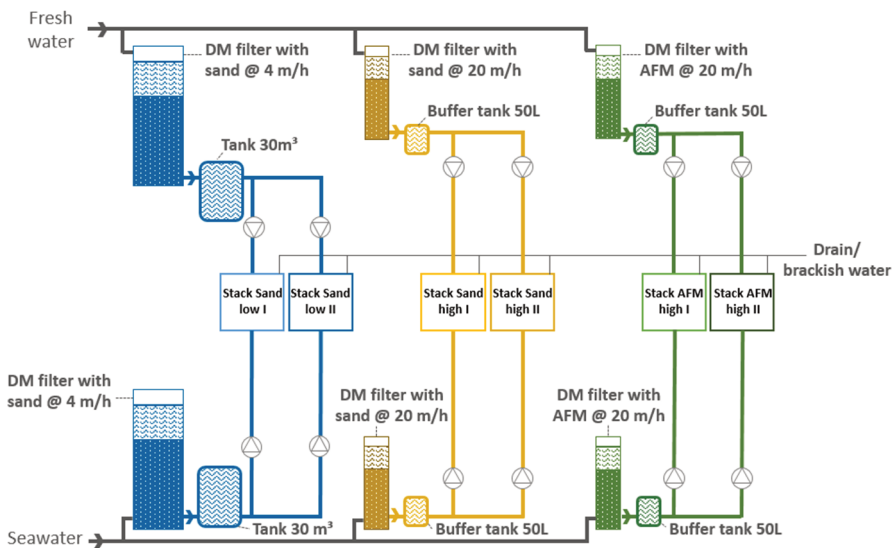 Fresh
water
DM filter with
sand @ 4 m/h
DM filter with
sand @ 20 m/h
DM filter with
AFM @ 20 m/h
Tank 30m³
Buffer tank 50L
Buffer tank 50L
Drain/
brackish water
Stack Sand
low I
Stack Sand
low II
Stack Sand
high I
Stack Sand
high II
Stack AFM
high I
Stack AFM
high II
DM filter with
sand @ 4 m/h
DM filter with
sand @ 20 m/h
DM filter with
AFM @ 20 m/h
Tank 30 m³
Buffer tank 50L
Buffer tank 50L
Seawater